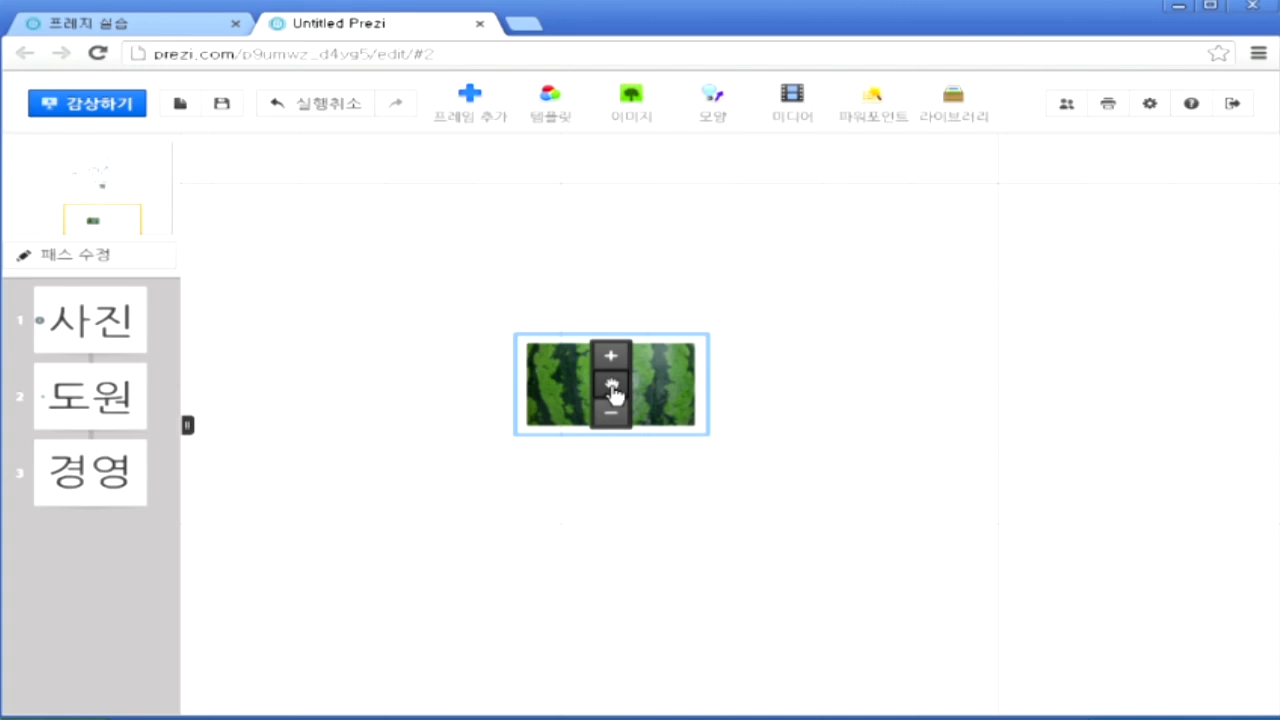 프레지 실습
Untitled Prezi
prezi.com/p9umwz_d4yg5/edit/#2
감상하기
실행취소
프레임 추가
템플릿
이미지
모양
미디어
파워포인트
라이브러리
패스 수정
1 사진
2 도원
3 경영